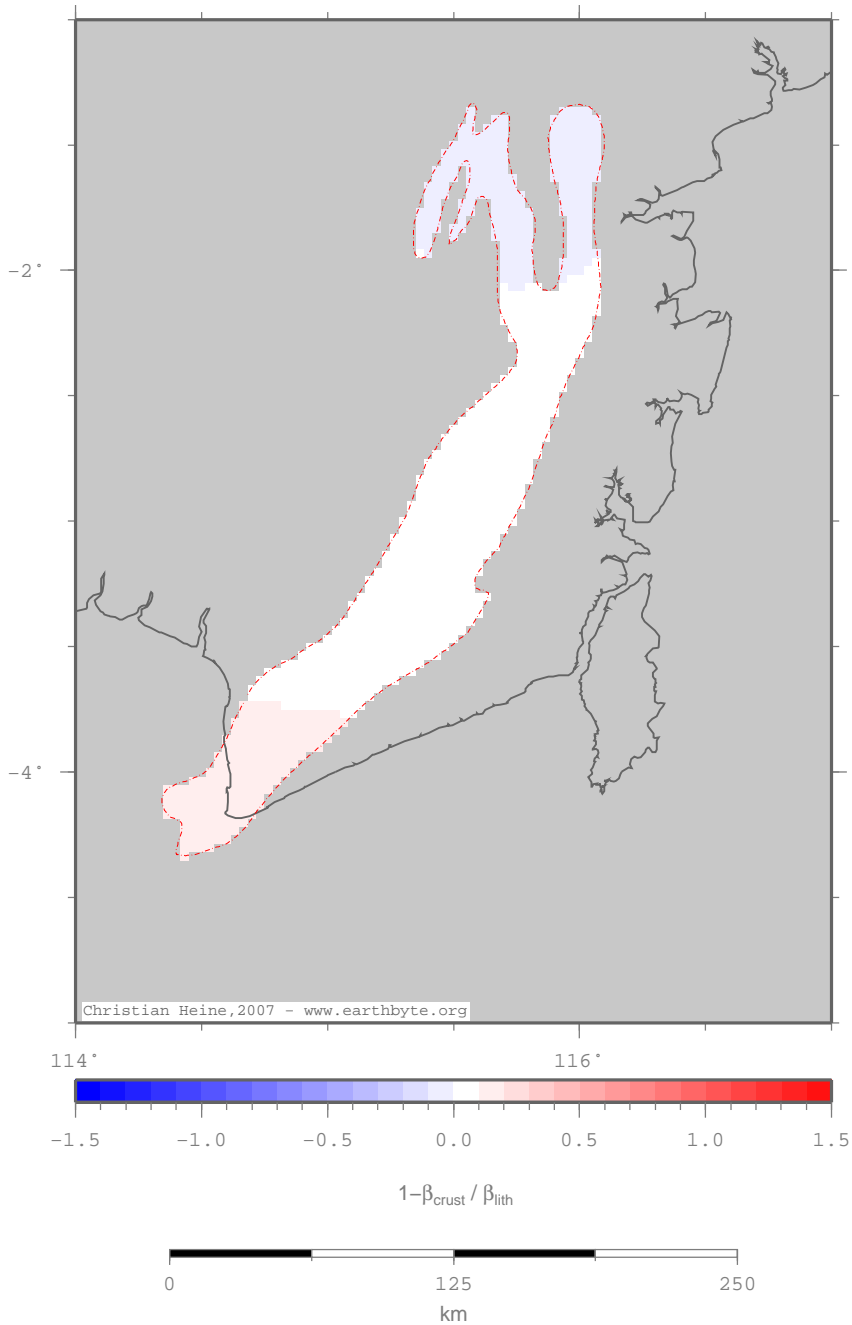 −2°
−4°
Christian Heine,2007 - www.earthbyte.org
114° 116°
−1.5 −1.0 −0.5 0.0 0.5 1.0 1.5
1−βcrust / βlith
0 125 250
km